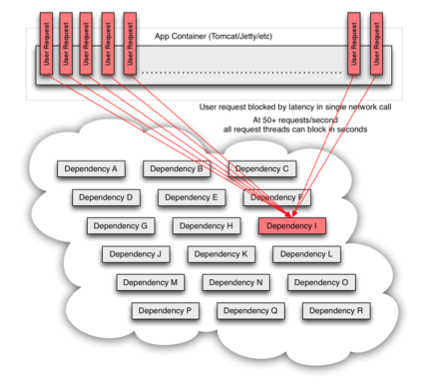 User Request
User Request
User Request
User Request
User Request
User Request
User Request
App Container (Tomcat/Jetty/etc)
User request blocked by latency in single network call
At 50+ requests/second
all request threads can block in seconds
Dependency A
Dependency B
Dependency C
Dependency D
Dependency E
Dependency F
Dependency G
Dependency H
Dependency I
Dependency J
Dependency K
Dependency L
Dependency M
Dependency N
Dependency O
Dependency P
Dependency Q
Dependency R